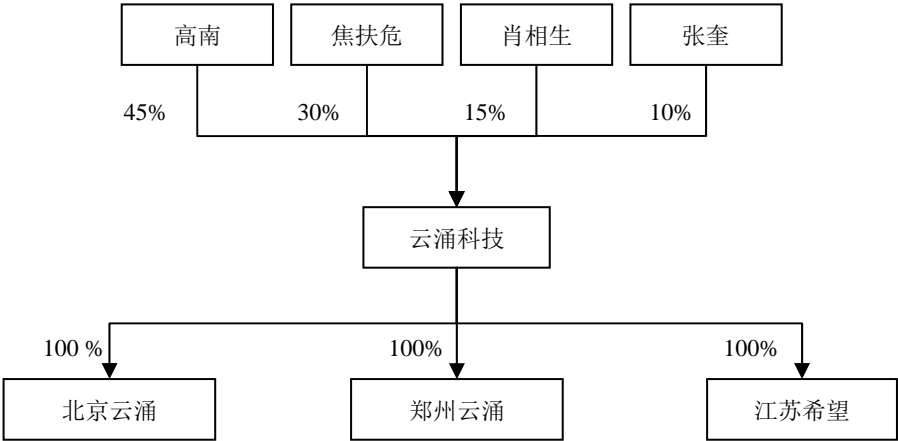 高南 焦扶危 肖相生 张奎
45% 30% 15% 10%
云涌科技
100 % 100% 100%
北京云涌 郑州云涌 江苏希望